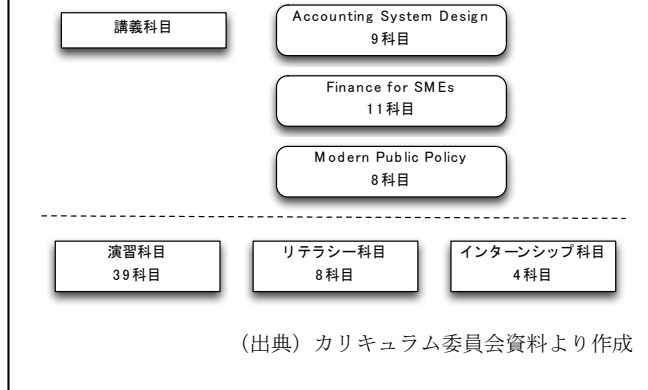 講義科目
Accounting System Design
9科目
Finance for SMEs
11科目
Modern Public Policy
8科目
演習科目
39科目
リテラシー科目
8科目
インターンシップ科目
4科目
（出典）カリキュラム委員会資料より作成